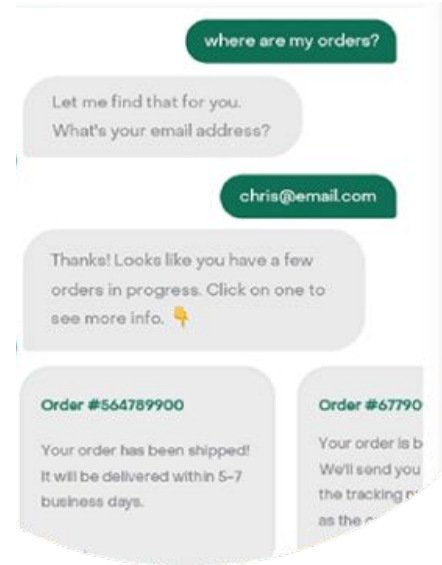 where are my orders?
Let me find that for you.
What's your email address?
chris@email.com
Thanks! Looks like you have a few
orders in progress. Click on one to
see more info. 👇
Order #564789900
Your order has been shipped!
It will be delivered within 5-7
business days.
Order #67790
Your order is
We'll send you
the tracking
as the